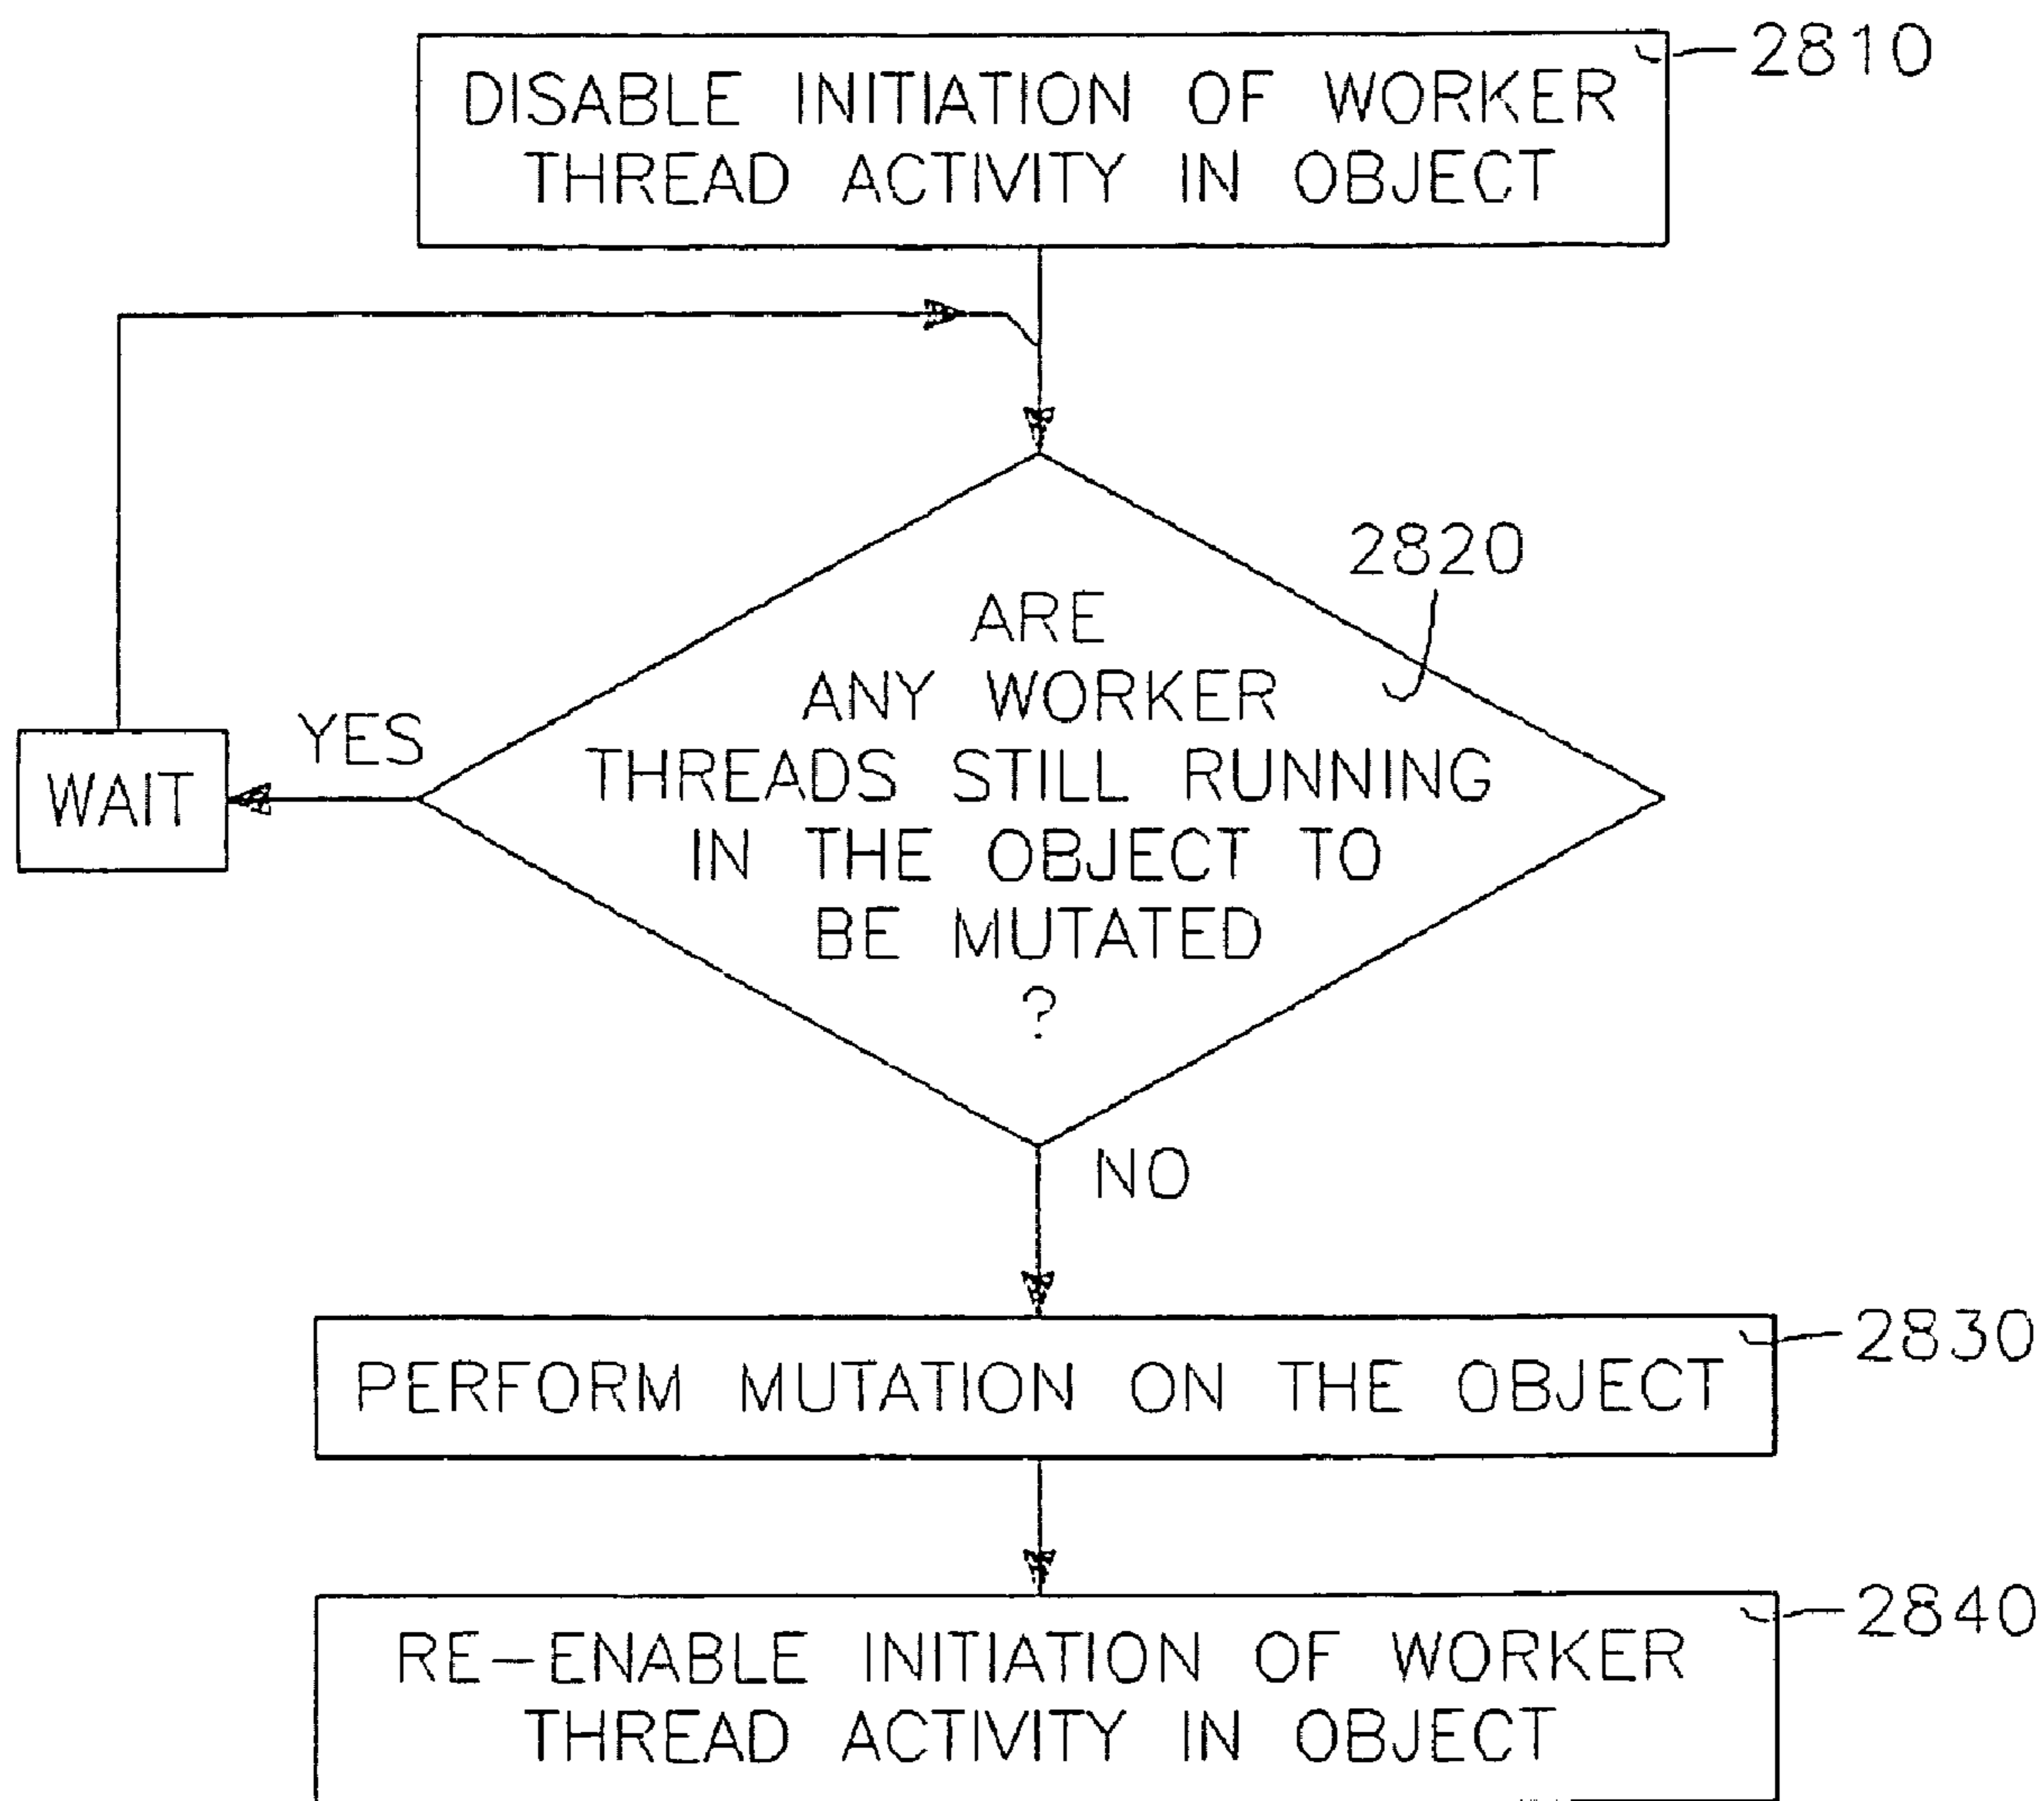 2810
DISABLE INITIATION OF WORKER
THREAD ACTIVITY IN OBJECT
2820
ARE
ANY WORKER
THREADS STILL RUNNING
IN THE OBJECT TO
BE MUTATED
?
YES
WAIT
NO
2830
PERFORM MUTATION ON THE OBJECT
2840
RE-ENABLE INITIATION OF WORKER
THREAD ACTIVITY IN OBJECT